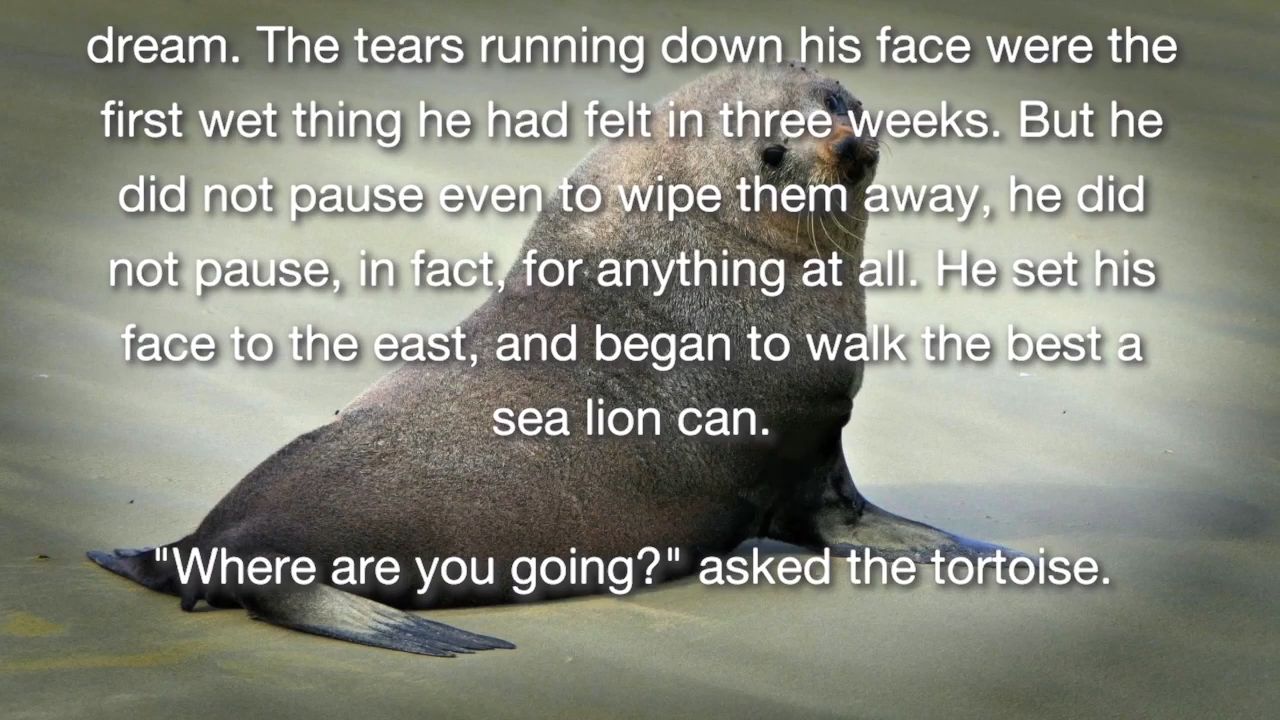 dream. The tears running down his face were the
first wet thing he had felt in three weeks. But he
did not pause even to wipe them away, he did
not pause, in fact, for anything at all. He set his
face to the east, and began to walk the best a
sea lion can.
"Where are you going?" asked the tortoise.